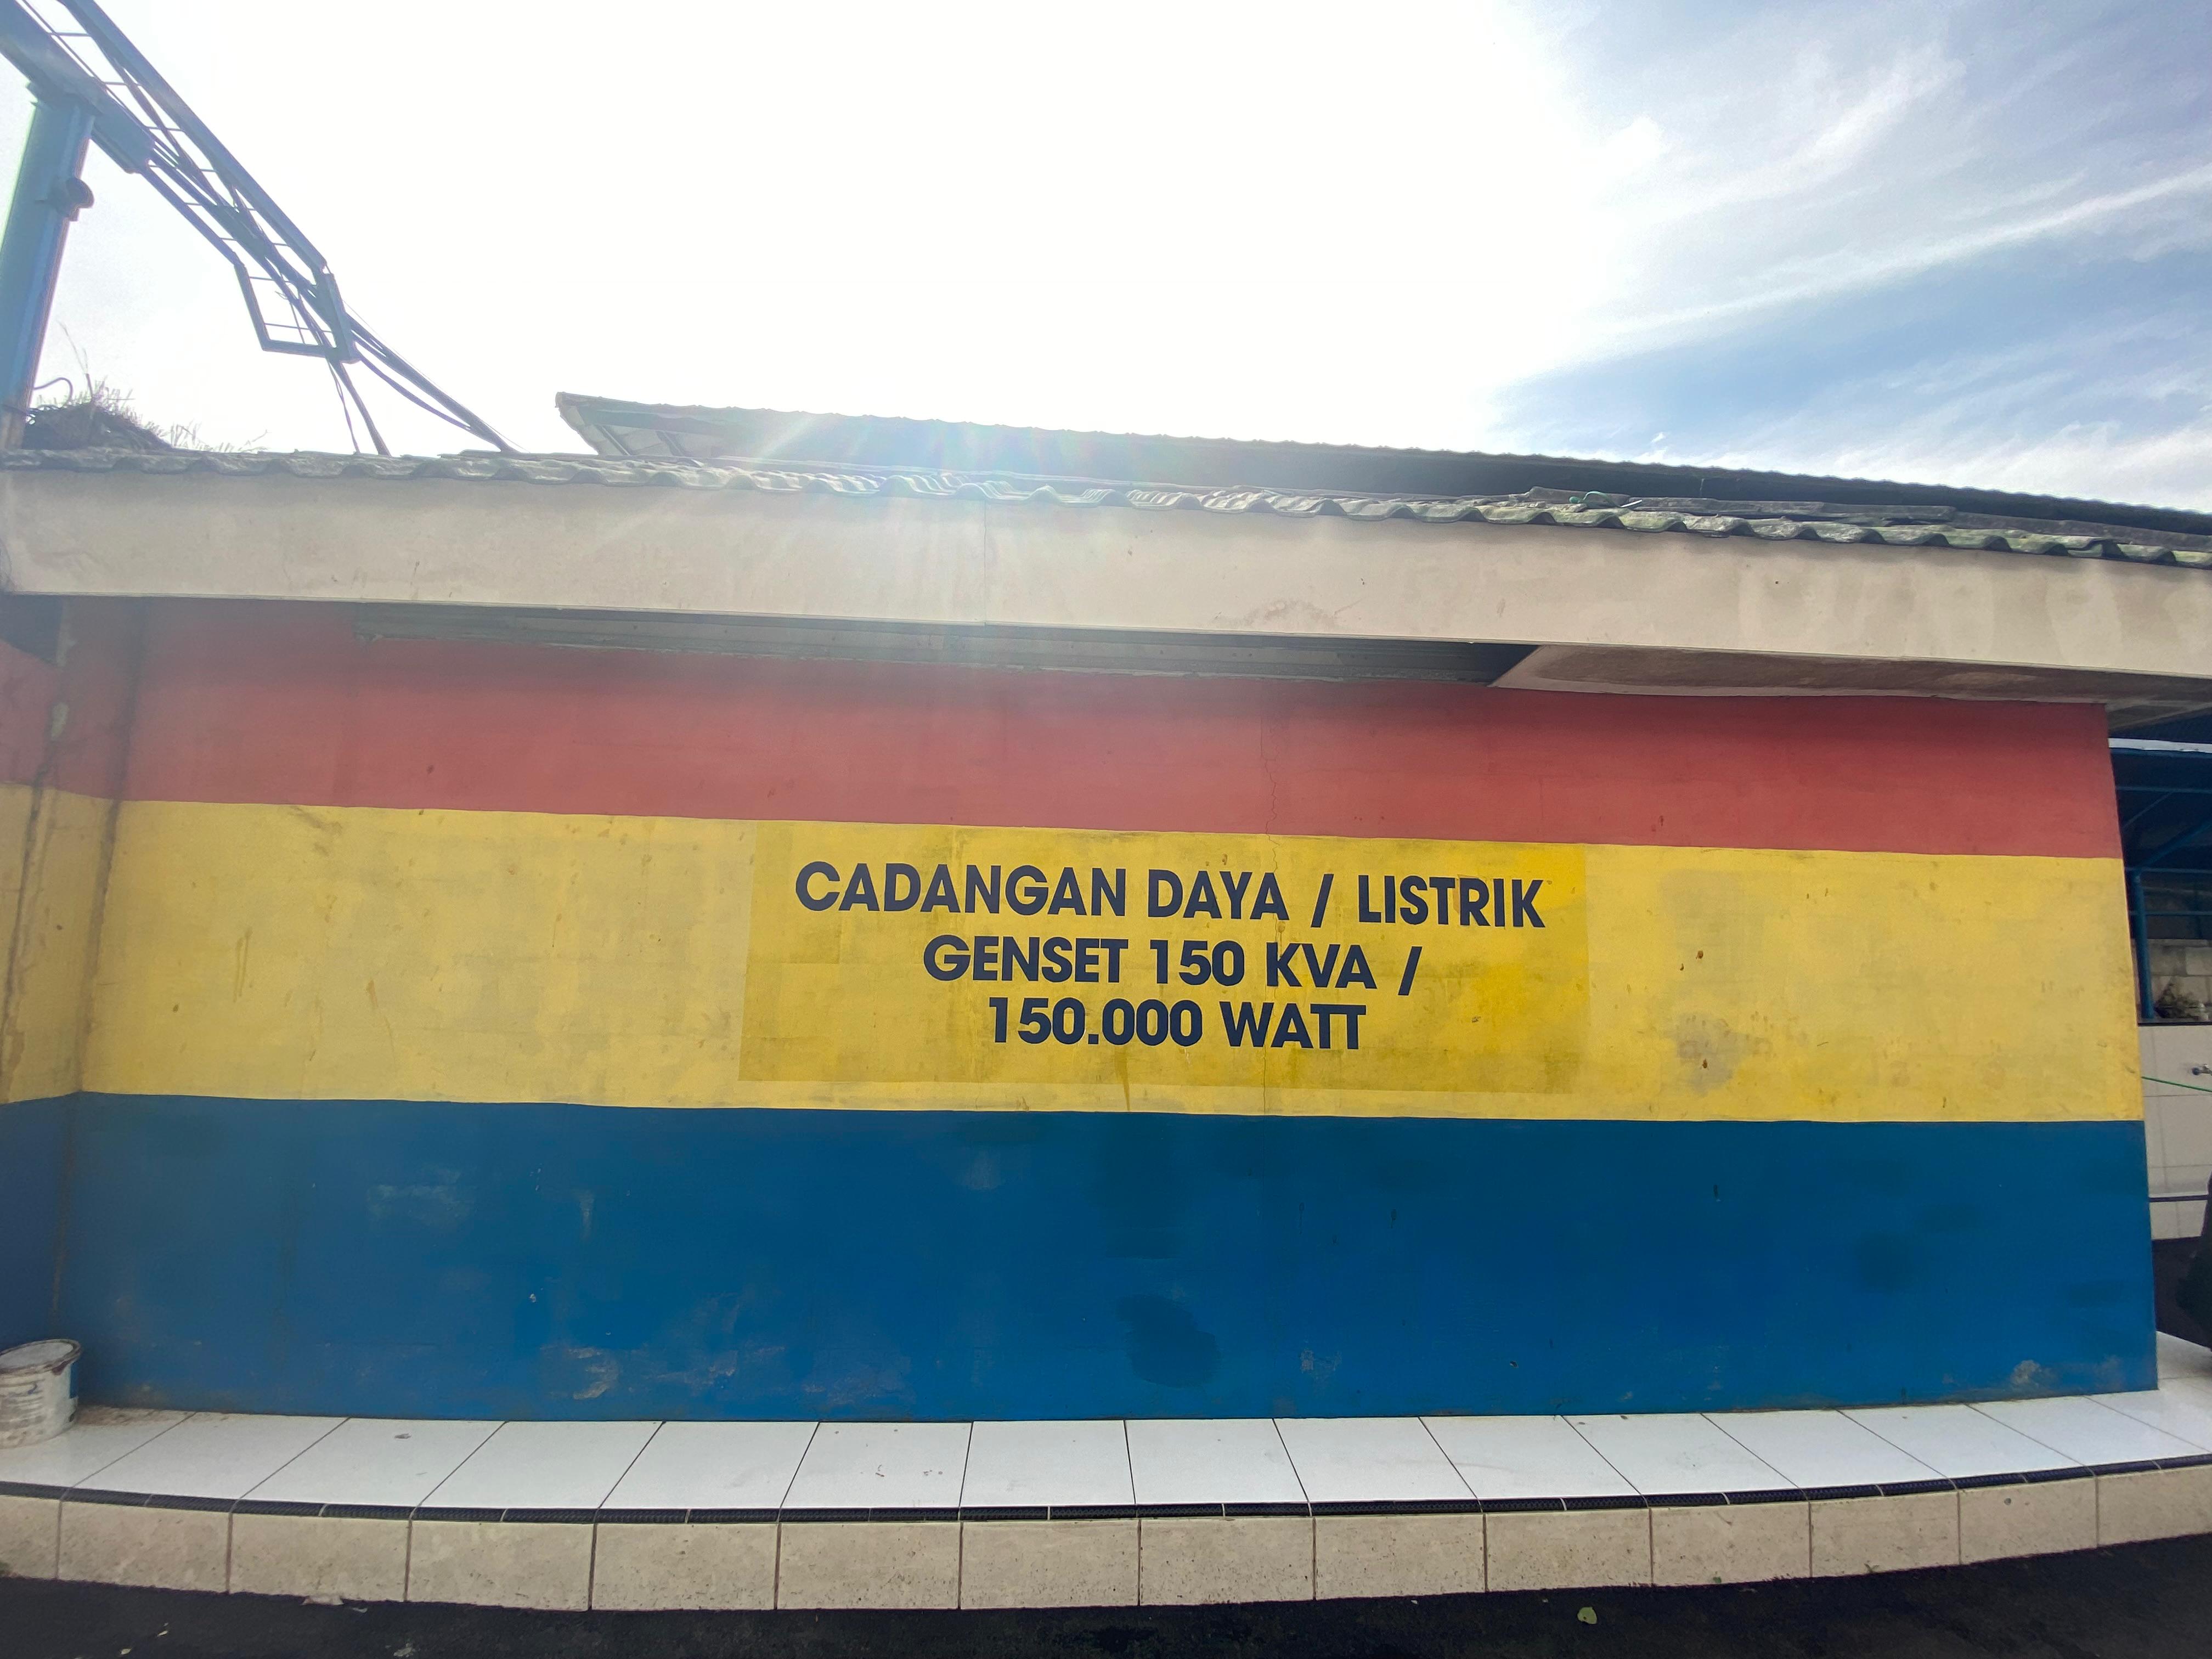 CADANGAN DAYA / LISTRIK
GENSET 150 KVA /
150.000 WATT